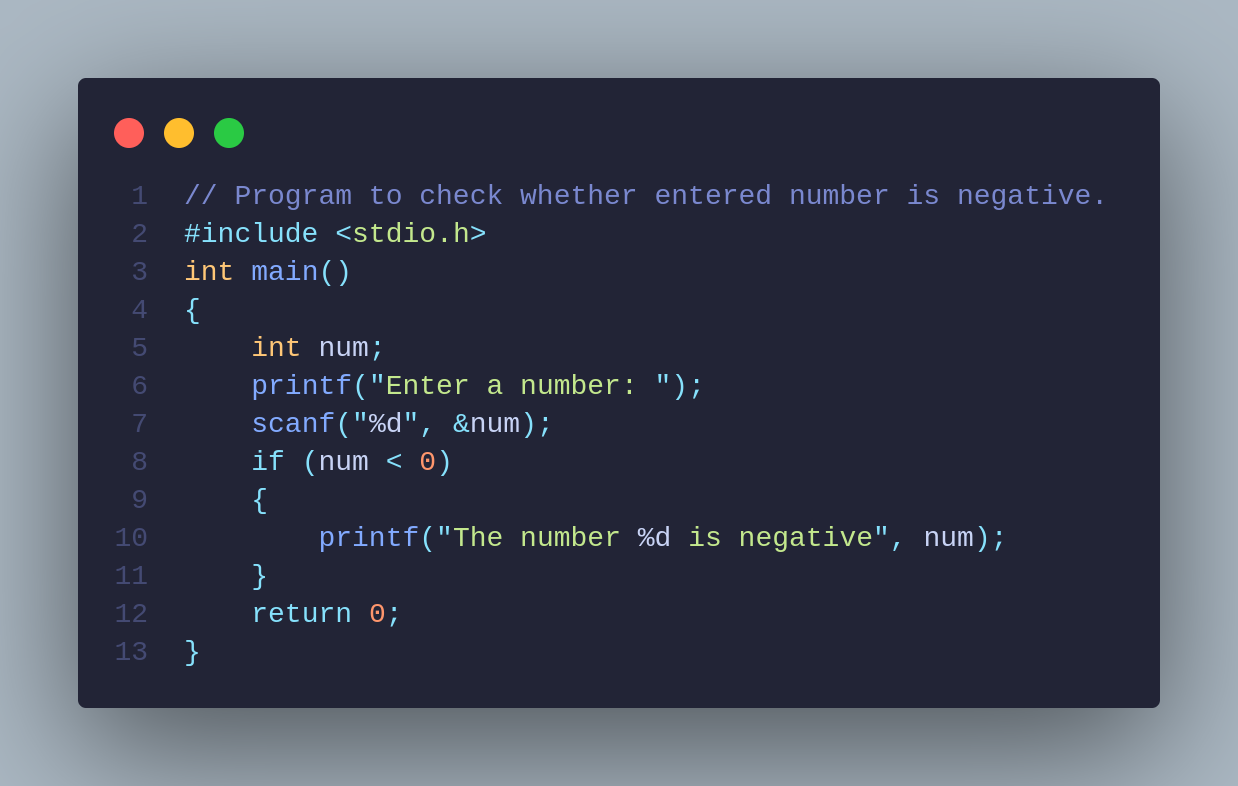 1 // Program to check whether entered number is negative.
2 #include <stdio.h>
3 int main()
4 {
5     int num;
6     printf("Enter a number: ");
7     scanf("%d", &num);
8     if (num < 0)
9     {
10         printf("The number %d is negative", num);
11     }
12     return 0;
13 }